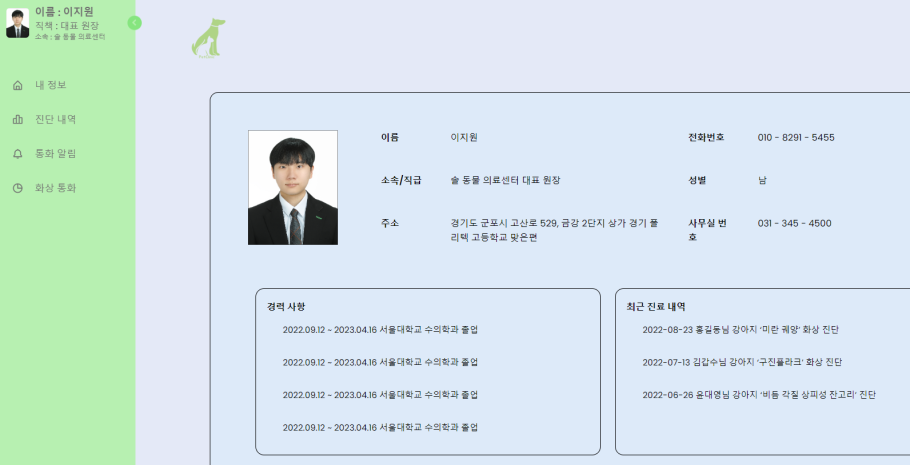 이름 : 이지원
직책 : 대표 원장
소속 : 솔 동물 의료센터
내 정보
진단 내역
통화 알림
화상 통화
이름 이지원
전화번호 010 - 8291 - 5455
소속/직급 솔 동물 의료센터 대표 원장
성별 남
주소 경기도 군포시 고산로 529, 금강 2단지 상가 경기 폴
리텍 고등학교 맞은편
사무실 번
호 031 - 345 - 4500
경력 사항
2022.09.12 ~ 2023.04.16 서울대학교 수의학과 졸업
2022.09.12 ~ 2023.04.16 서울대학교 수의학과 졸업
2022.09.12 ~ 2023.04.16 서울대학교 수의학과 졸업
2022.09.12 ~ 2023.04.16 서울대학교 수의학과 졸업
최근 진료 내역
2022-08-23 홍길동님 강아지 '미란 궤양' 화상 진단
2022-07-13 김갑수님 강아지 '구진플라크' 화상 진단
2022-06-26 윤대영님 강아지 '비듬 각질 상피성 잔고리' 진단